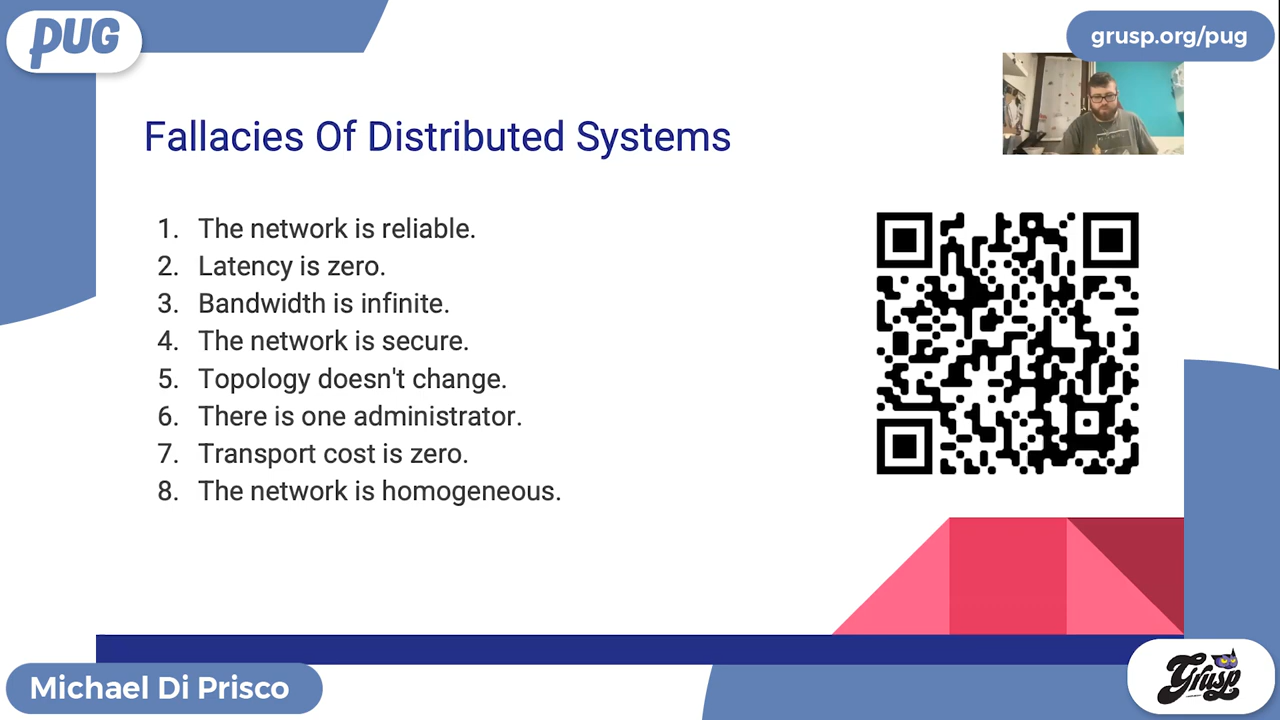 PUG
grusp.org/pug
Fallacies Of Distributed Systems
1. The network is reliable.
2. Latency is zero.
3. Bandwidth is infinite.
4. The network is secure.
5. Topology doesn't change.
6. There is one administrator.
7. Transport cost is zero.
8. The network is homogeneous.
Michael Di Prisco
Grusp